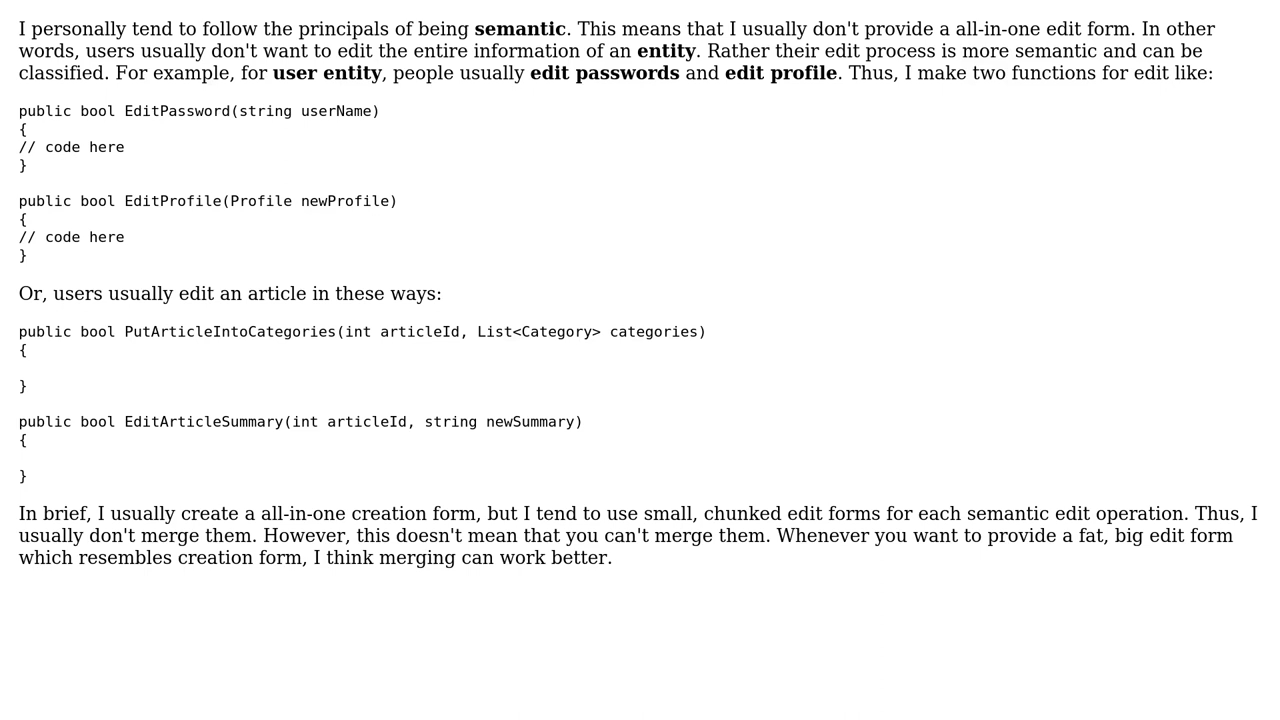 I personally tend to follow the principals of being semantic. This means that I usually don't provide a all-in-one edit form. In other
words, users usually don't want to edit the entire information of an entity. Rather their edit process is more semantic and can be
classified. For example, for user entity, people usually edit passwords and edit profile. Thus, I make two functions for edit like:
public bool EditPassword(string userName)
{
// code here
}
public bool EditProfile(Profile newProfile)
{
// code here
}
Or, users usually edit an article in these ways:
public bool PutArticleIntoCategories(int articleId, List<Category> categories)
{
}
public bool EditArticleSummary(int articleId, string newSummary)
{
}
In brief, I usually create a all-in-one creation form, but I tend to use small, chunked edit forms for each semantic edit operation. Thus, I
usually don't merge them. However, this doesn't mean that you can't merge them. Whenever you want to provide a fat, big edit form
which resembles creation form, I think merging can work better.